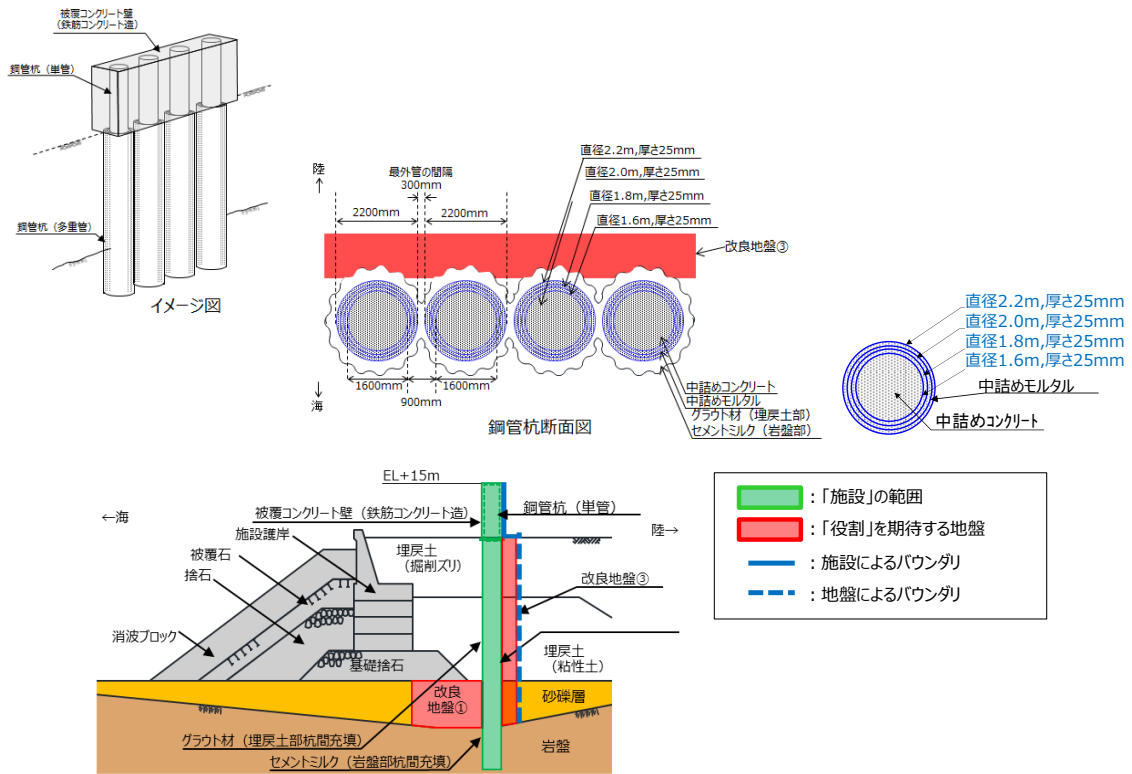 被覆コンクリート壁
(鉄筋コンクリート造)
鋼管杭（単管）
鋼管杭（多重管）
イメージ図
陸
↑
↓
海
最外管の間隔
300mm
2200mm
2200mm
直径2.2m,厚さ25mm
直径2.0m,厚さ25mm
直径1.8m,厚さ25mm
直径1.6m,厚さ25mm
改良地盤③
1600mm
1600mm
900mm
中詰めコンクリート
中詰めモルタル
グラウト材（埋戻土部）
セメントミルク（岩盤部）
鋼管杭断面図
直径2.2m,厚さ25mm
直径2.0m,厚さ25mm
直径1.8m,厚さ25mm
直径1.6m,厚さ25mm
中詰めモルタル
中詰めコンクリート
EL+15m
←海
陸→
被覆コンクリート壁（鉄筋コンクリート造）
鋼管杭（単管）
施設護岸
被覆石
捨石
消波ブロック
埋戻土
（掘削ズリ）
改良地盤③
埋戻土
（粘性土）
基礎捨石
改良
地盤①
砂礫層
グラウト材（埋戻土部杭間充填）
セメントミルク（岩盤部杭間充填）
岩盤
：「施設」の範囲
：「役割」を期待する地盤
：施設によるバウンダリ
：地盤によるバウンダリ